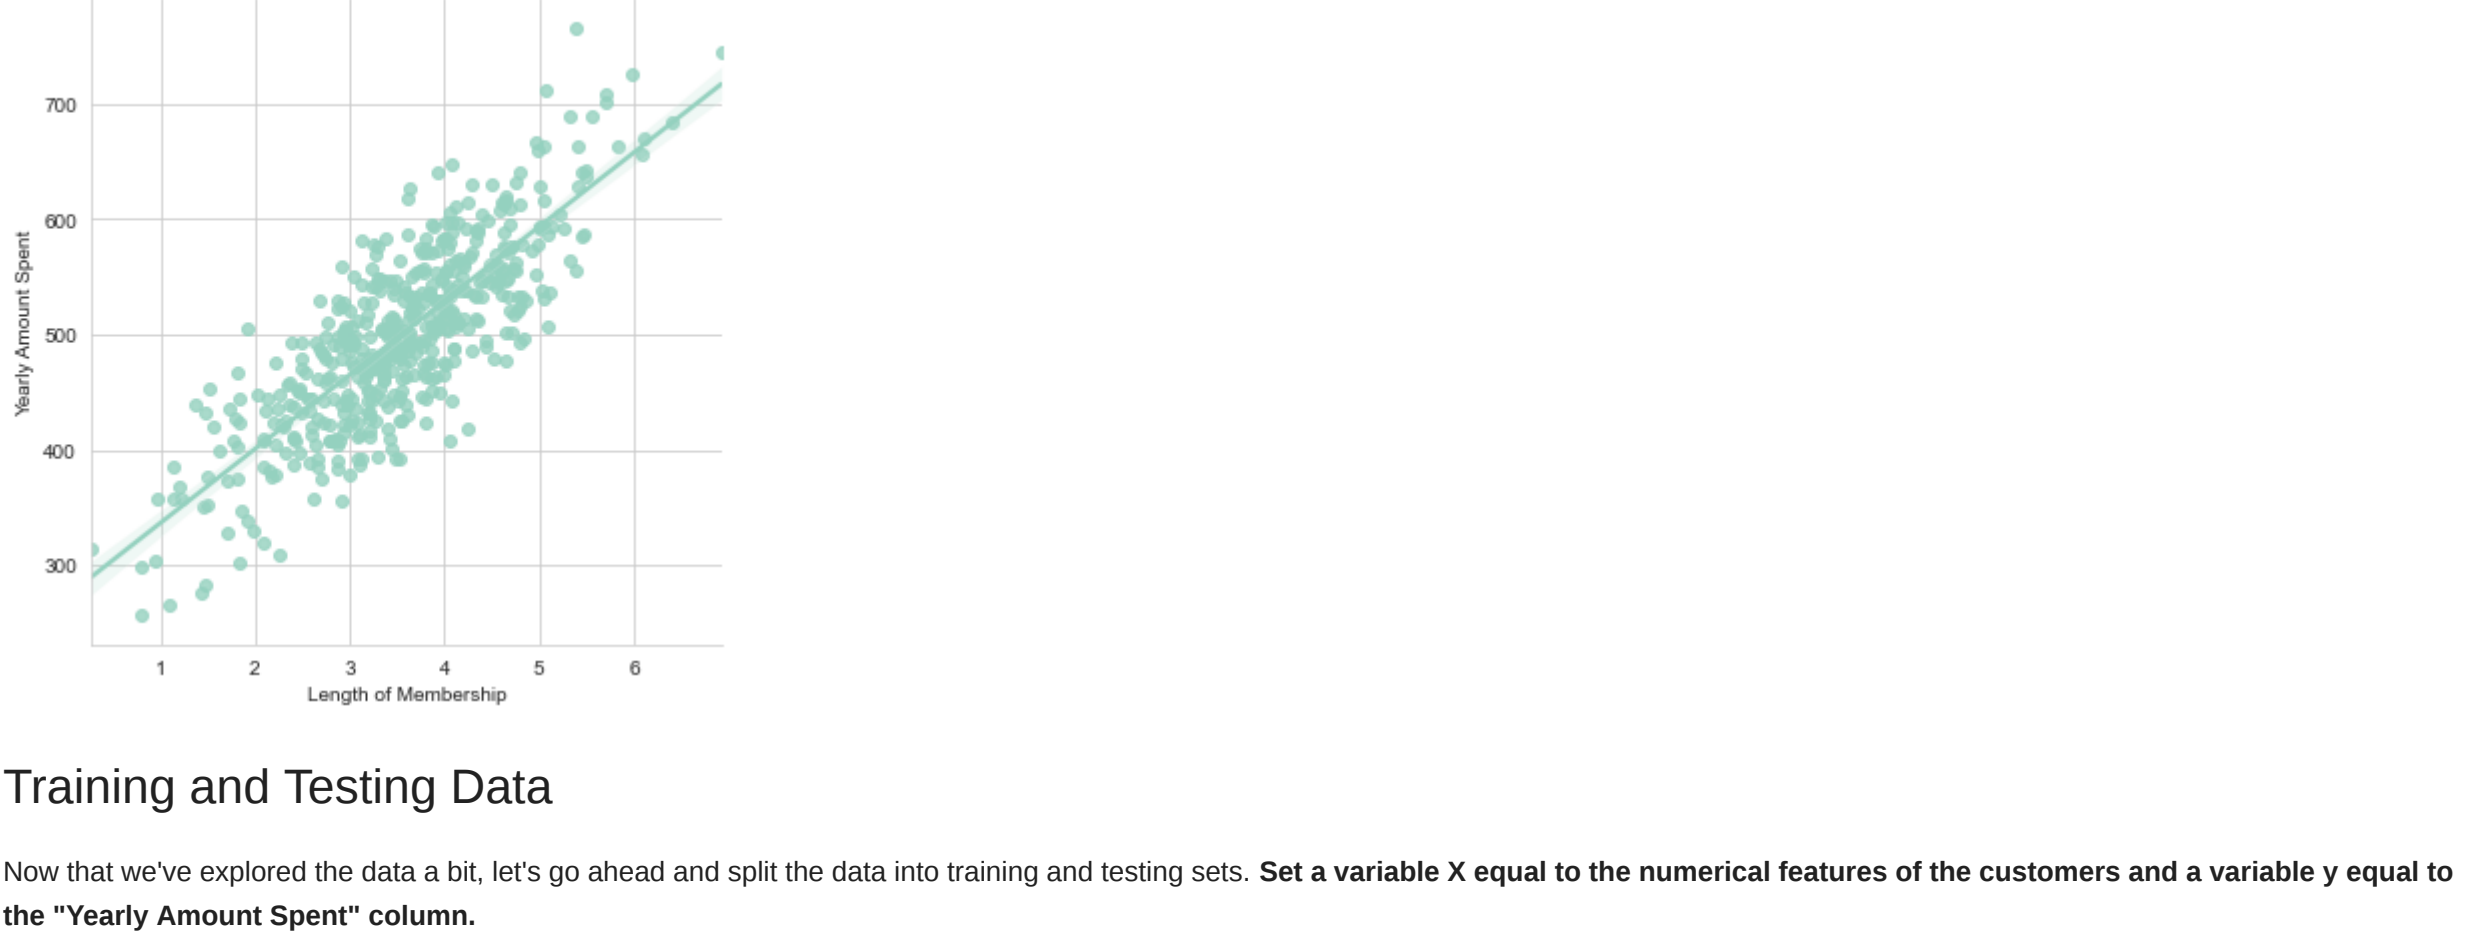 700
600
500
400
300
Yearly Amount Spent
1 2 3 4 5 6
Length of Membership
Training and Testing Data
Now that we've explored the data a bit, let's go ahead and split the data into training and testing sets. Set a variable X equal to the numerical features of the customers and a variable y equal to
the "Yearly Amount Spent" column.